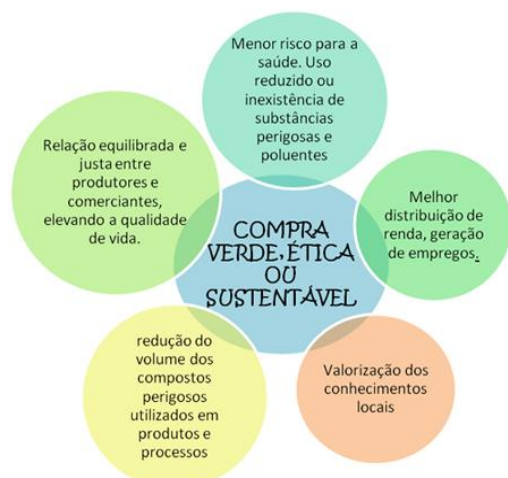 Menor risco para a
saúde. Uso
reduzido ou
inexistência de
substâncias
perigosas e
poluentes
Relação equilibrada e
justa entre
produtores e
comerciantes,
elevando a qualidade
de vida.
Melhor
distribuição de
renda, geração
de empregos.
COMPRA
VERDE, ÉTICA
OU
SUSTENTÁVEL
redução do
volume dos
compostos
perigosos
utilizados em
produtos e
processos
Valorização dos
conhecimentos
locais